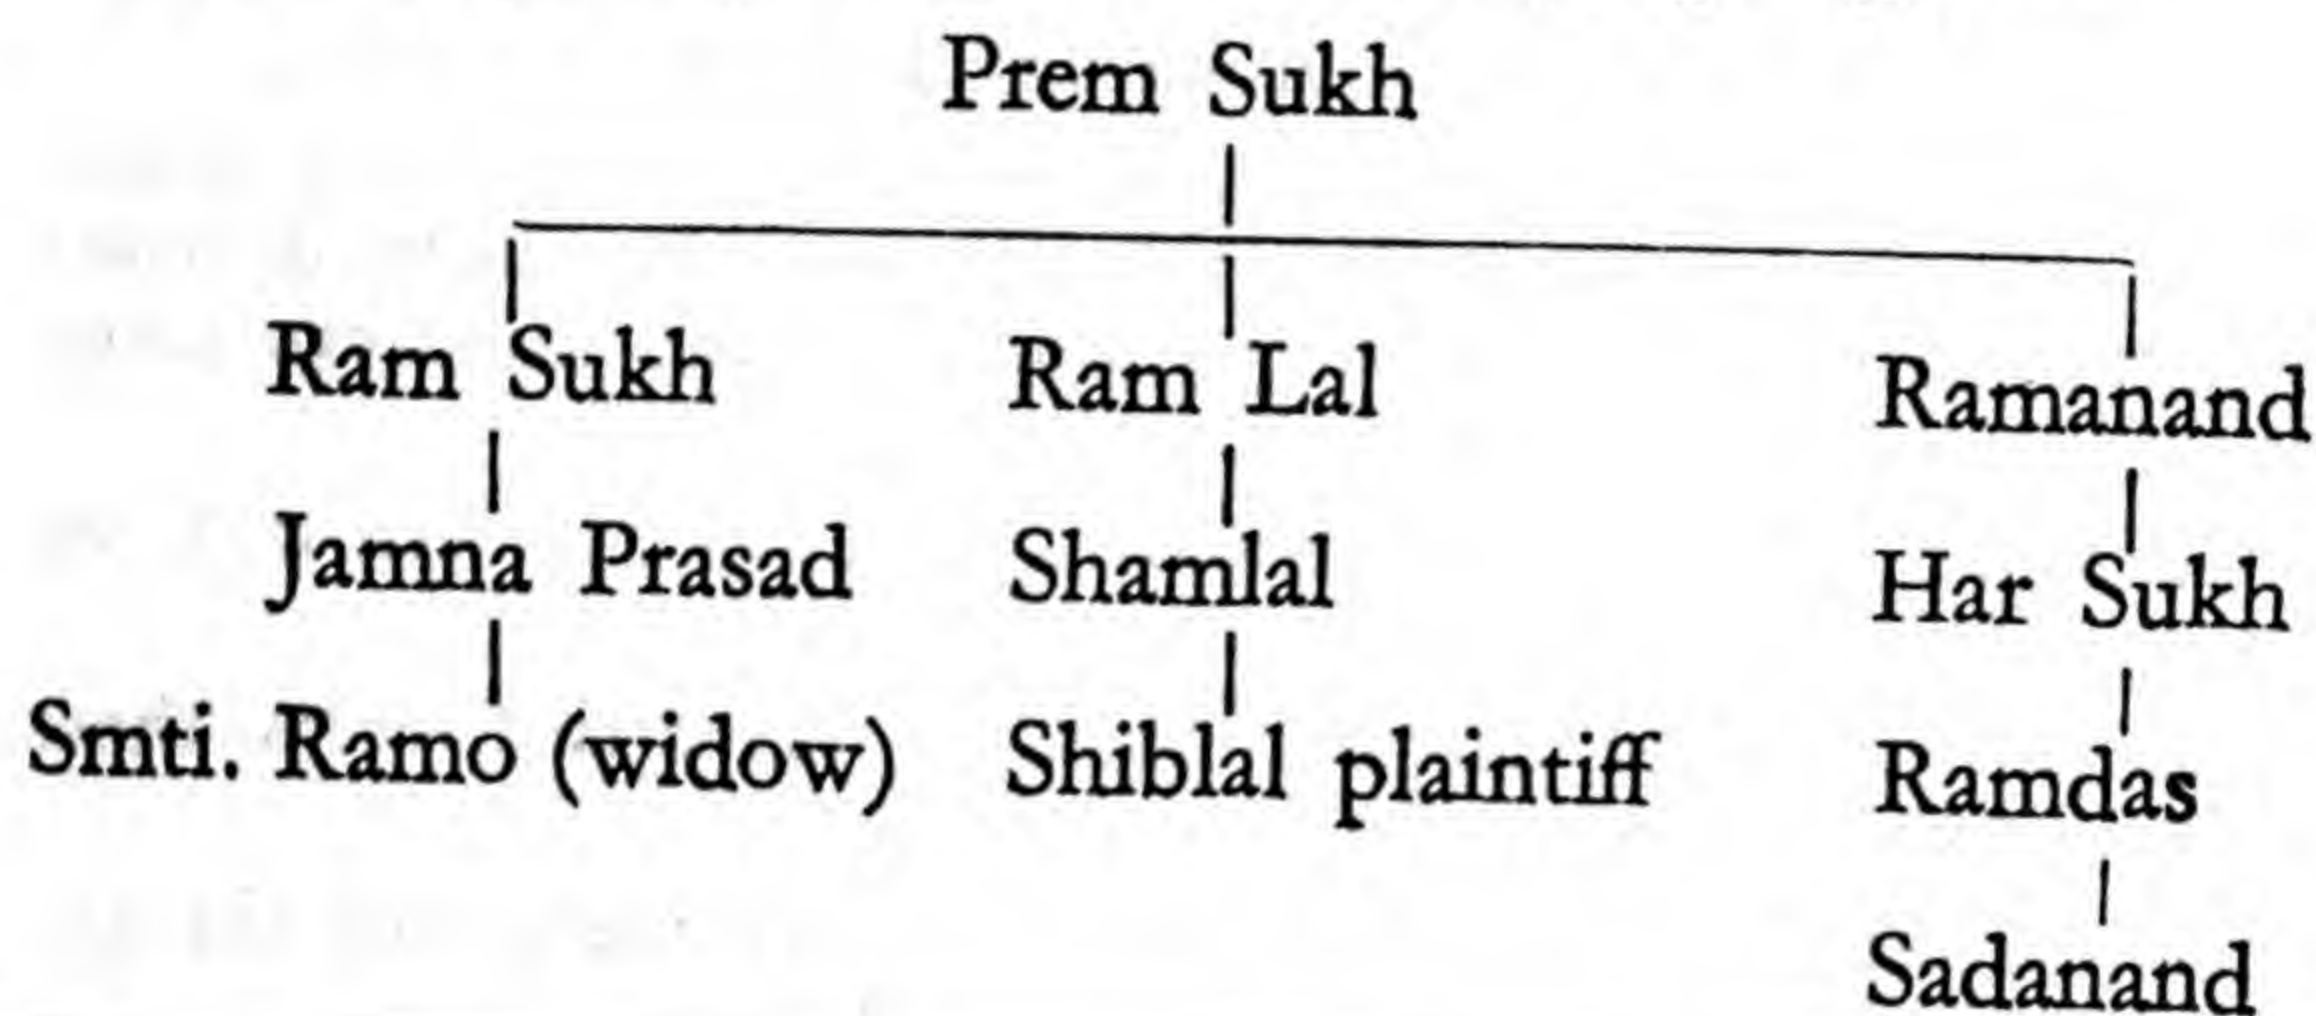 Prem Sukh
Ram Sukh Ram Lal Ramanand
Jamna Prasad Shamlal Har Sukh
Smti. Ramo (widow) Shiblal plaintiff Ramdas
Sadanand